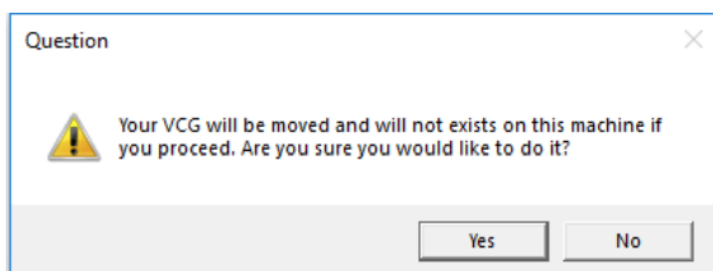 Question
Your VCG will be moved and will not exists on this machine if
you proceed. Are you sure you would like to do it?
Yes
No